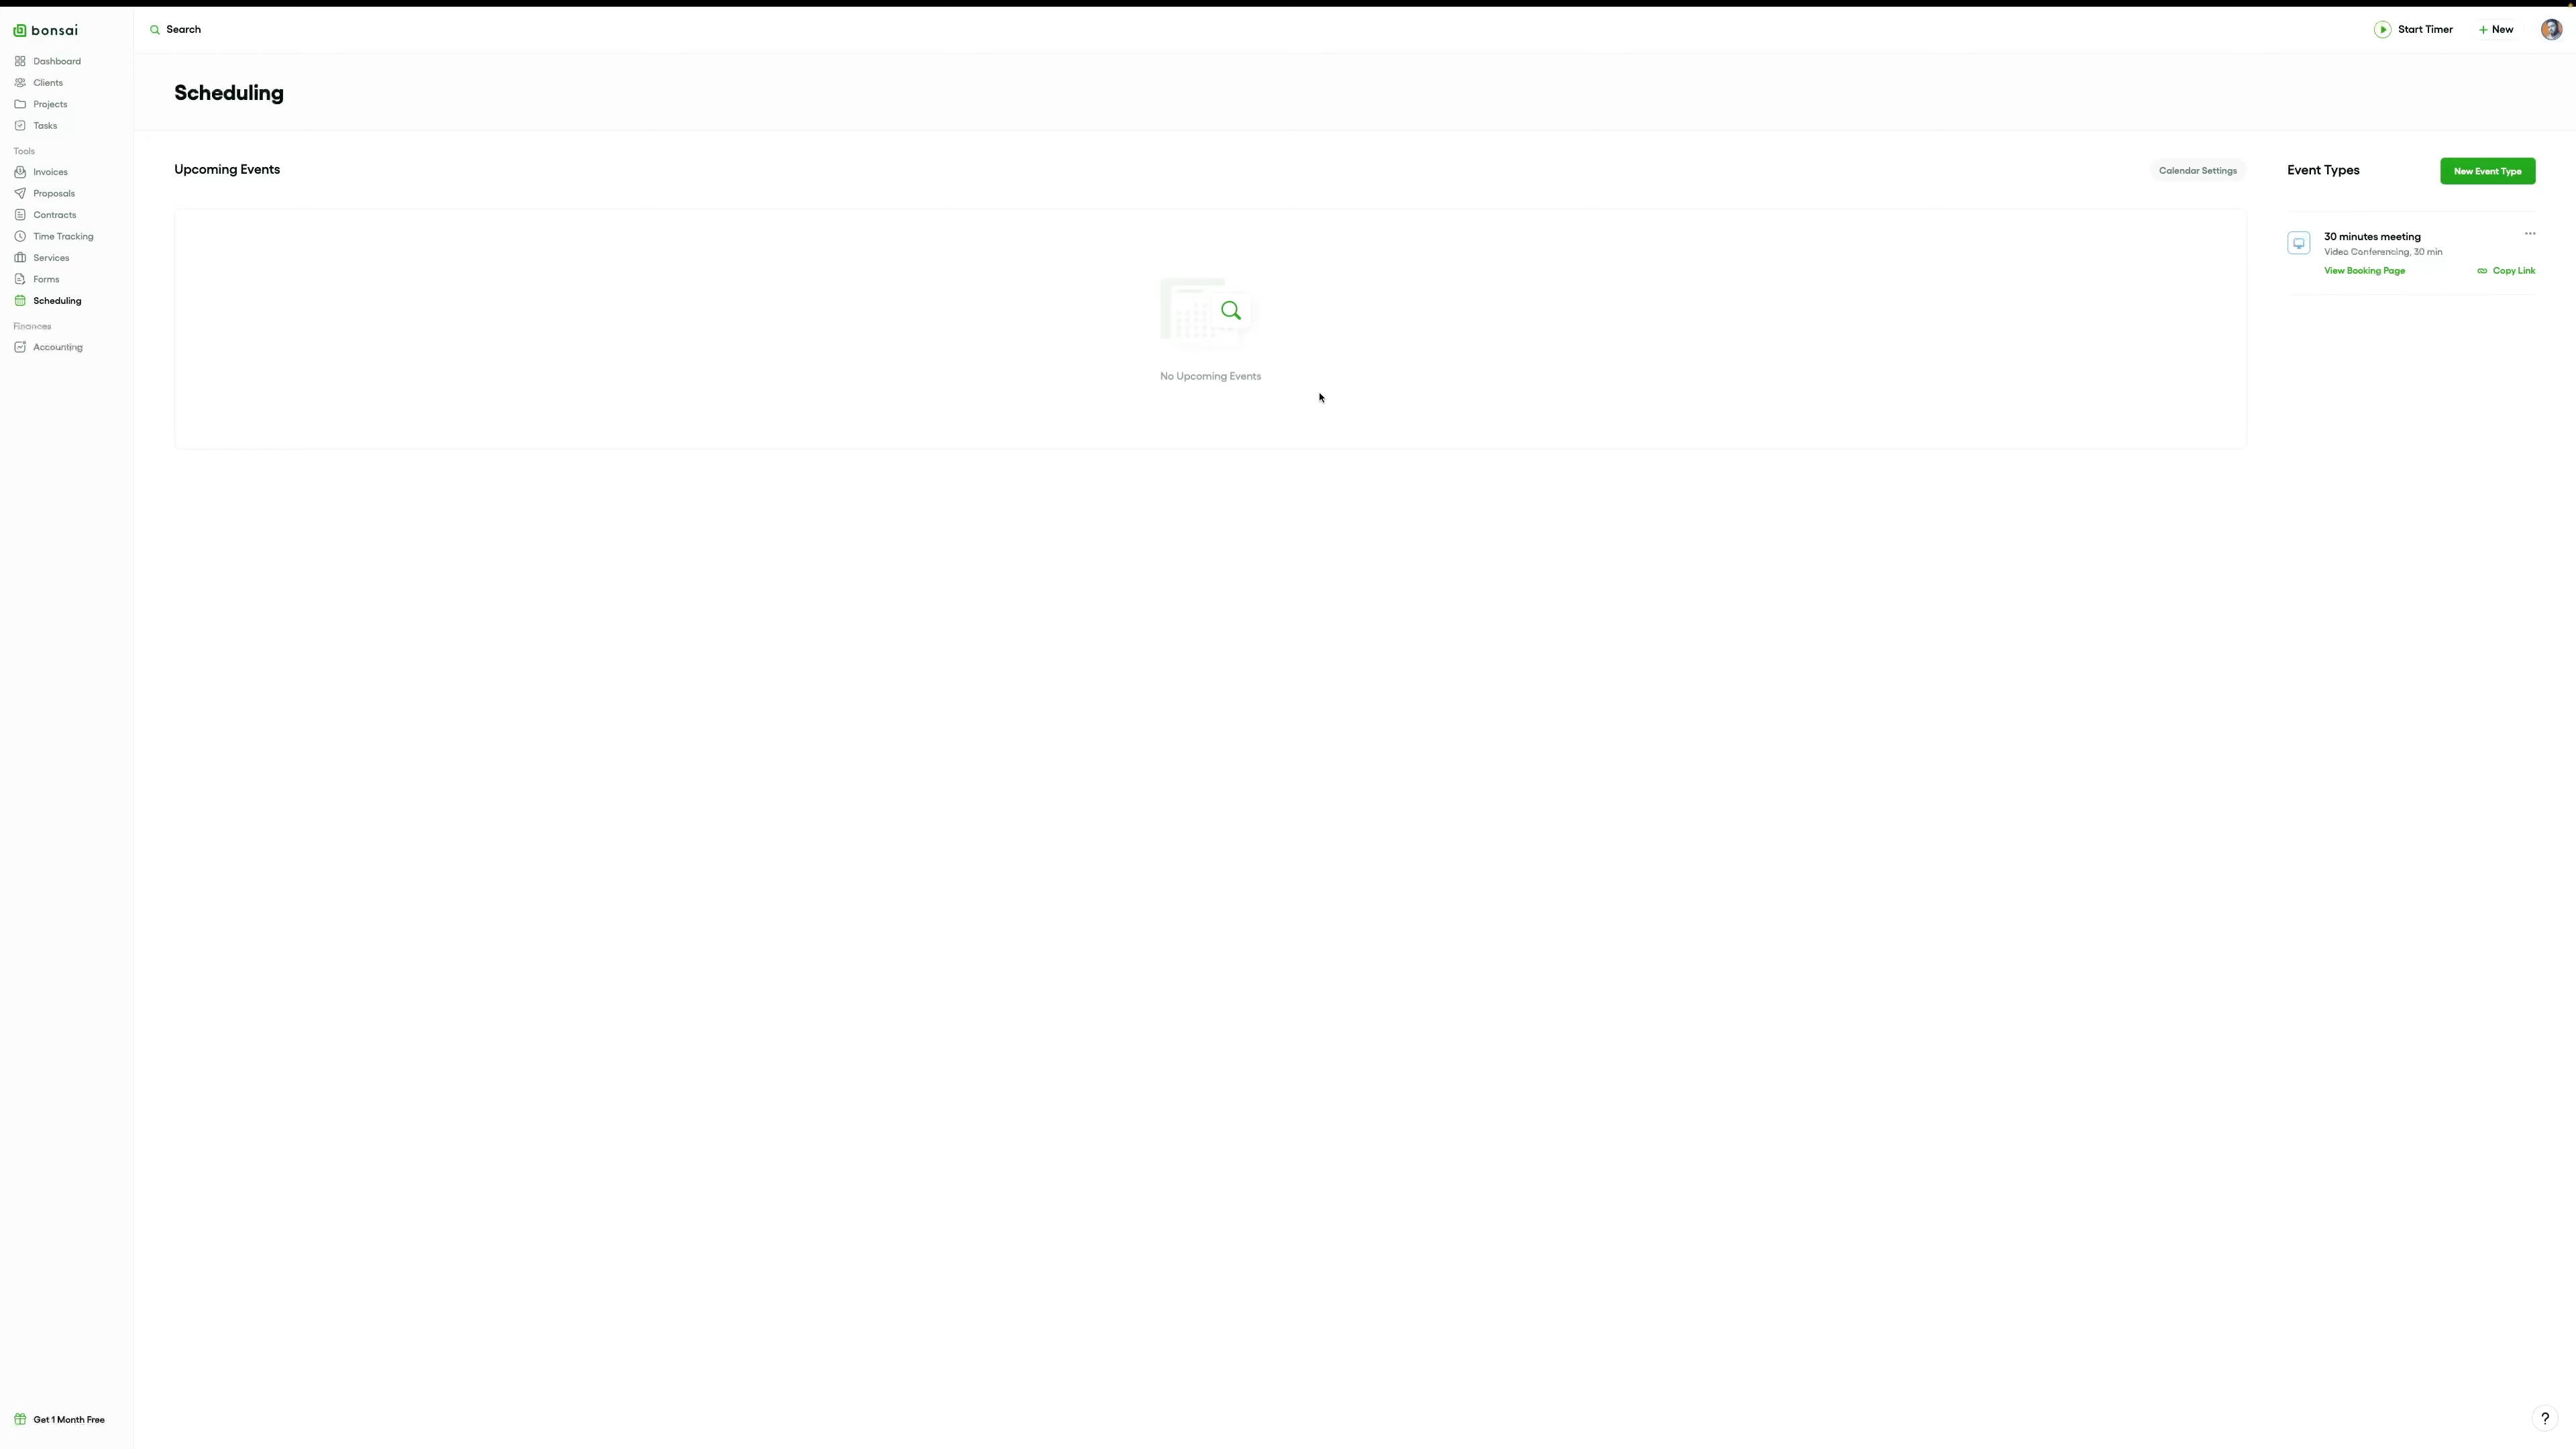 bonsai
Search
Start Timer
+ New
Dashboard
Clients
Projects
Tasks
Tools
Invoices
Proposals
Contracts
Time Tracking
Services
Forms
Scheduling
Finances
Accounting
Get 1 Month Free
Scheduling
Upcoming Events
Calendar Settings
No Upcoming Events
Event Types
New Event Type
30 minutes meeting
Video Conferencing, 30 min
View Booking Page
Copy Link
?